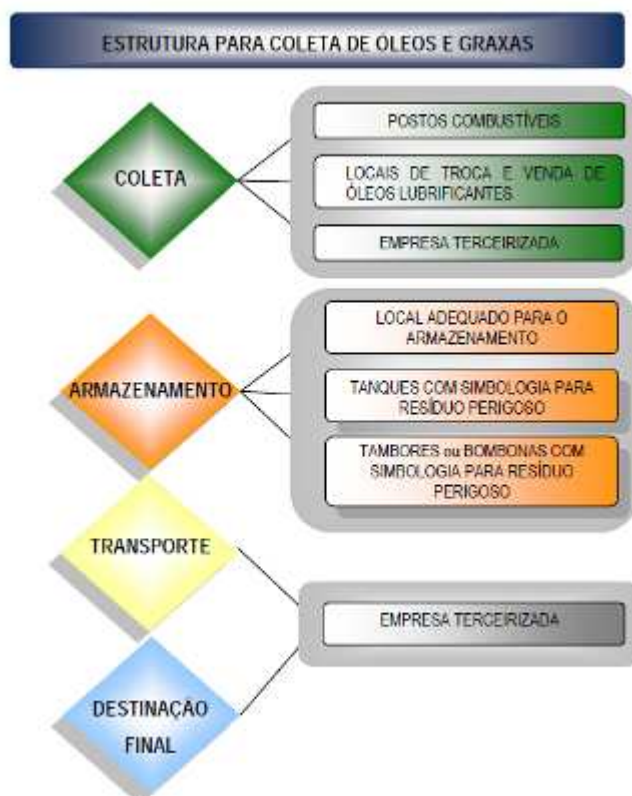 ESTRUTURA PARA COLETA DE ÓLEOS E GRAXAS
COLETA
POSTOS COMBUSTÍVEIS
LOCAIS DE TROCA E VENDA DE
ÓLEOS LUBRIFICANTES
EMPRESA TERCEIRIZADA
ARMAZENAMENTO
LOCAL ADEQUADO PARA O
ARMAZENAMENTO
TANQUES COM SIMBOLOGIA PARA
RESÍDUO PERIGOSO
TAMBORES ou BOMBONAS COM
SIMBOLOGIA PARA RESÍDUO
PERIGOSO
TRANSPORTE
EMPRESA TERCEIRIZADA
DESTINAÇÃO
FINAL